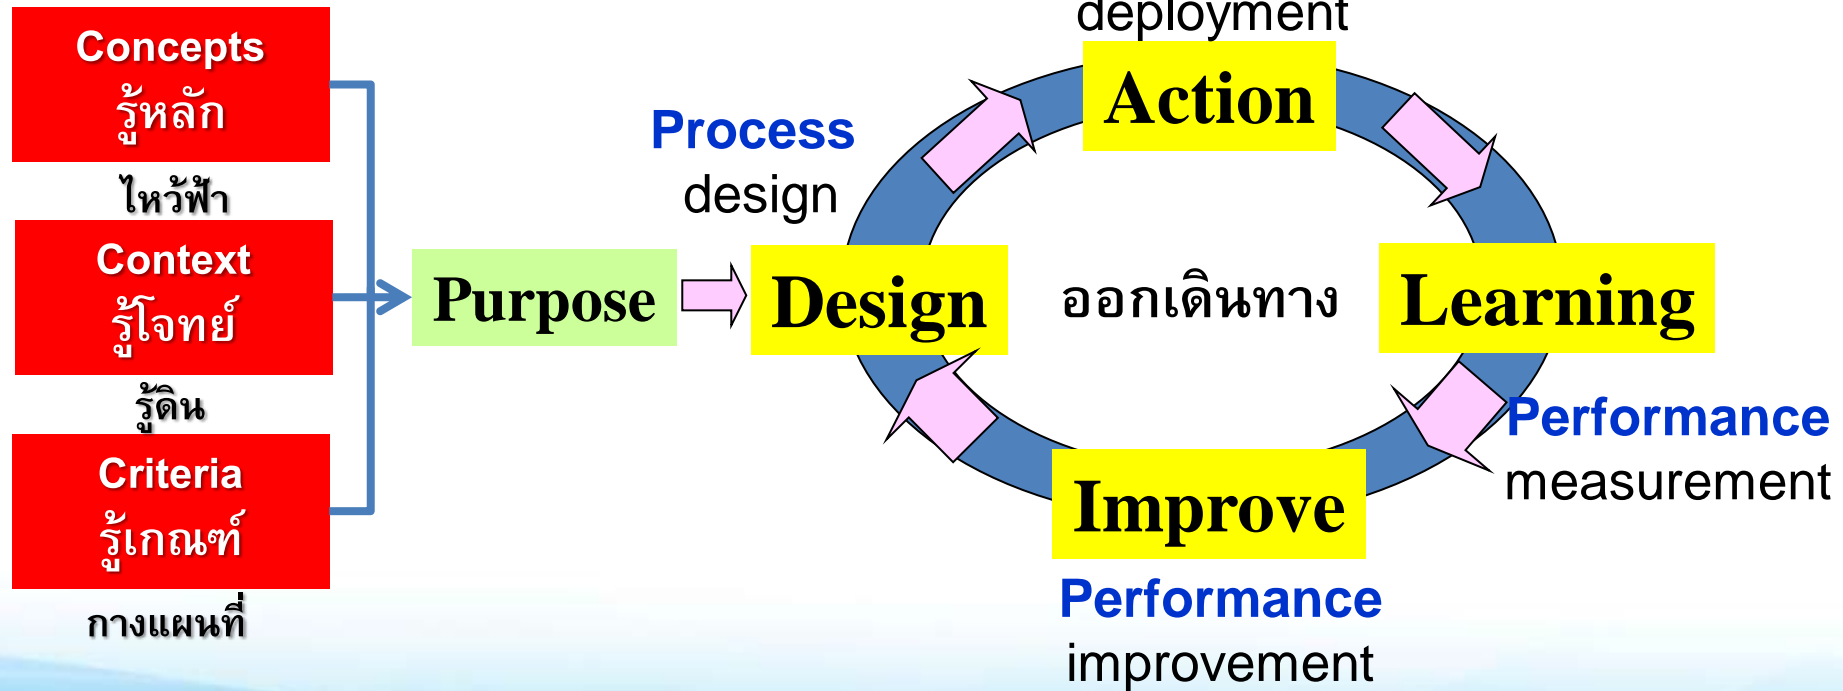 Concepts
รู้หลัก
ไหว้ฟ้า
Context
รู้โจทย์
รู้ดิน
Criteria
รู้เกณฑ์
กางแผนที่
Purpose
Process
design
Design
deployment
Action
ออกเดินทาง
Learning
Performance
measurement
Improve
Performance
improvement